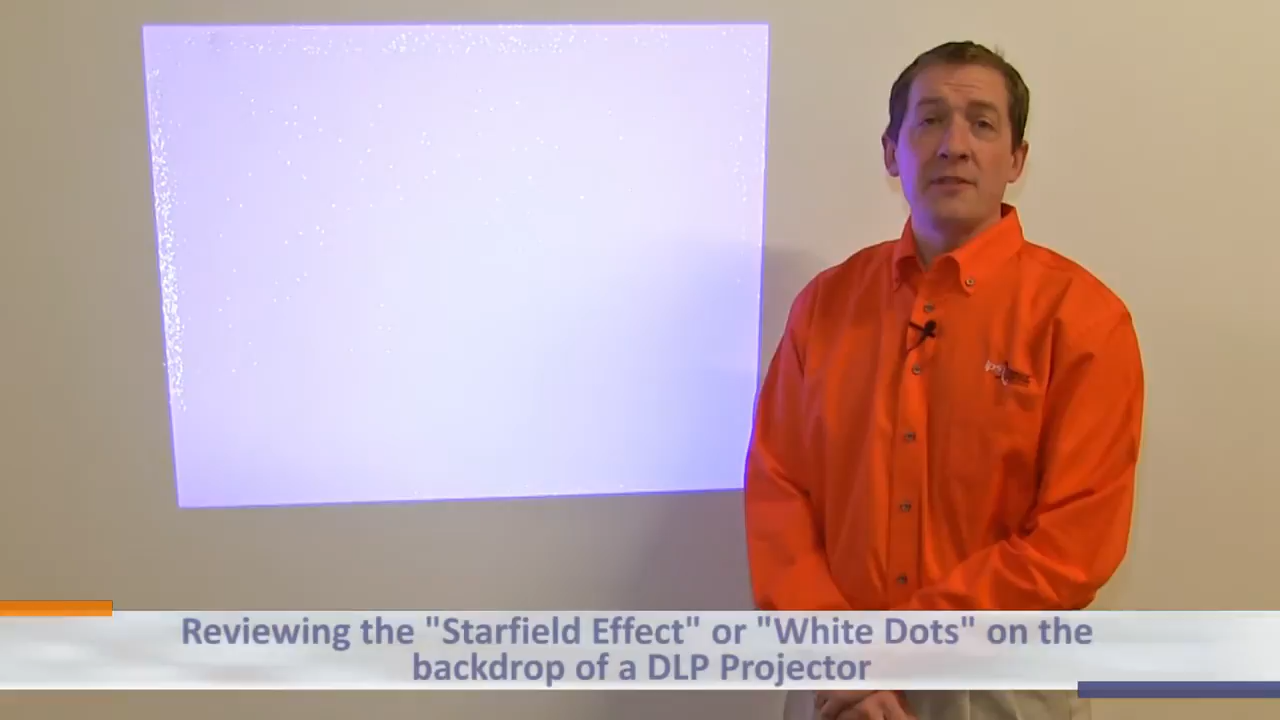 Reviewing the "Starfield Effect" or "White Dots" on the
backdrop of a DLP Projector